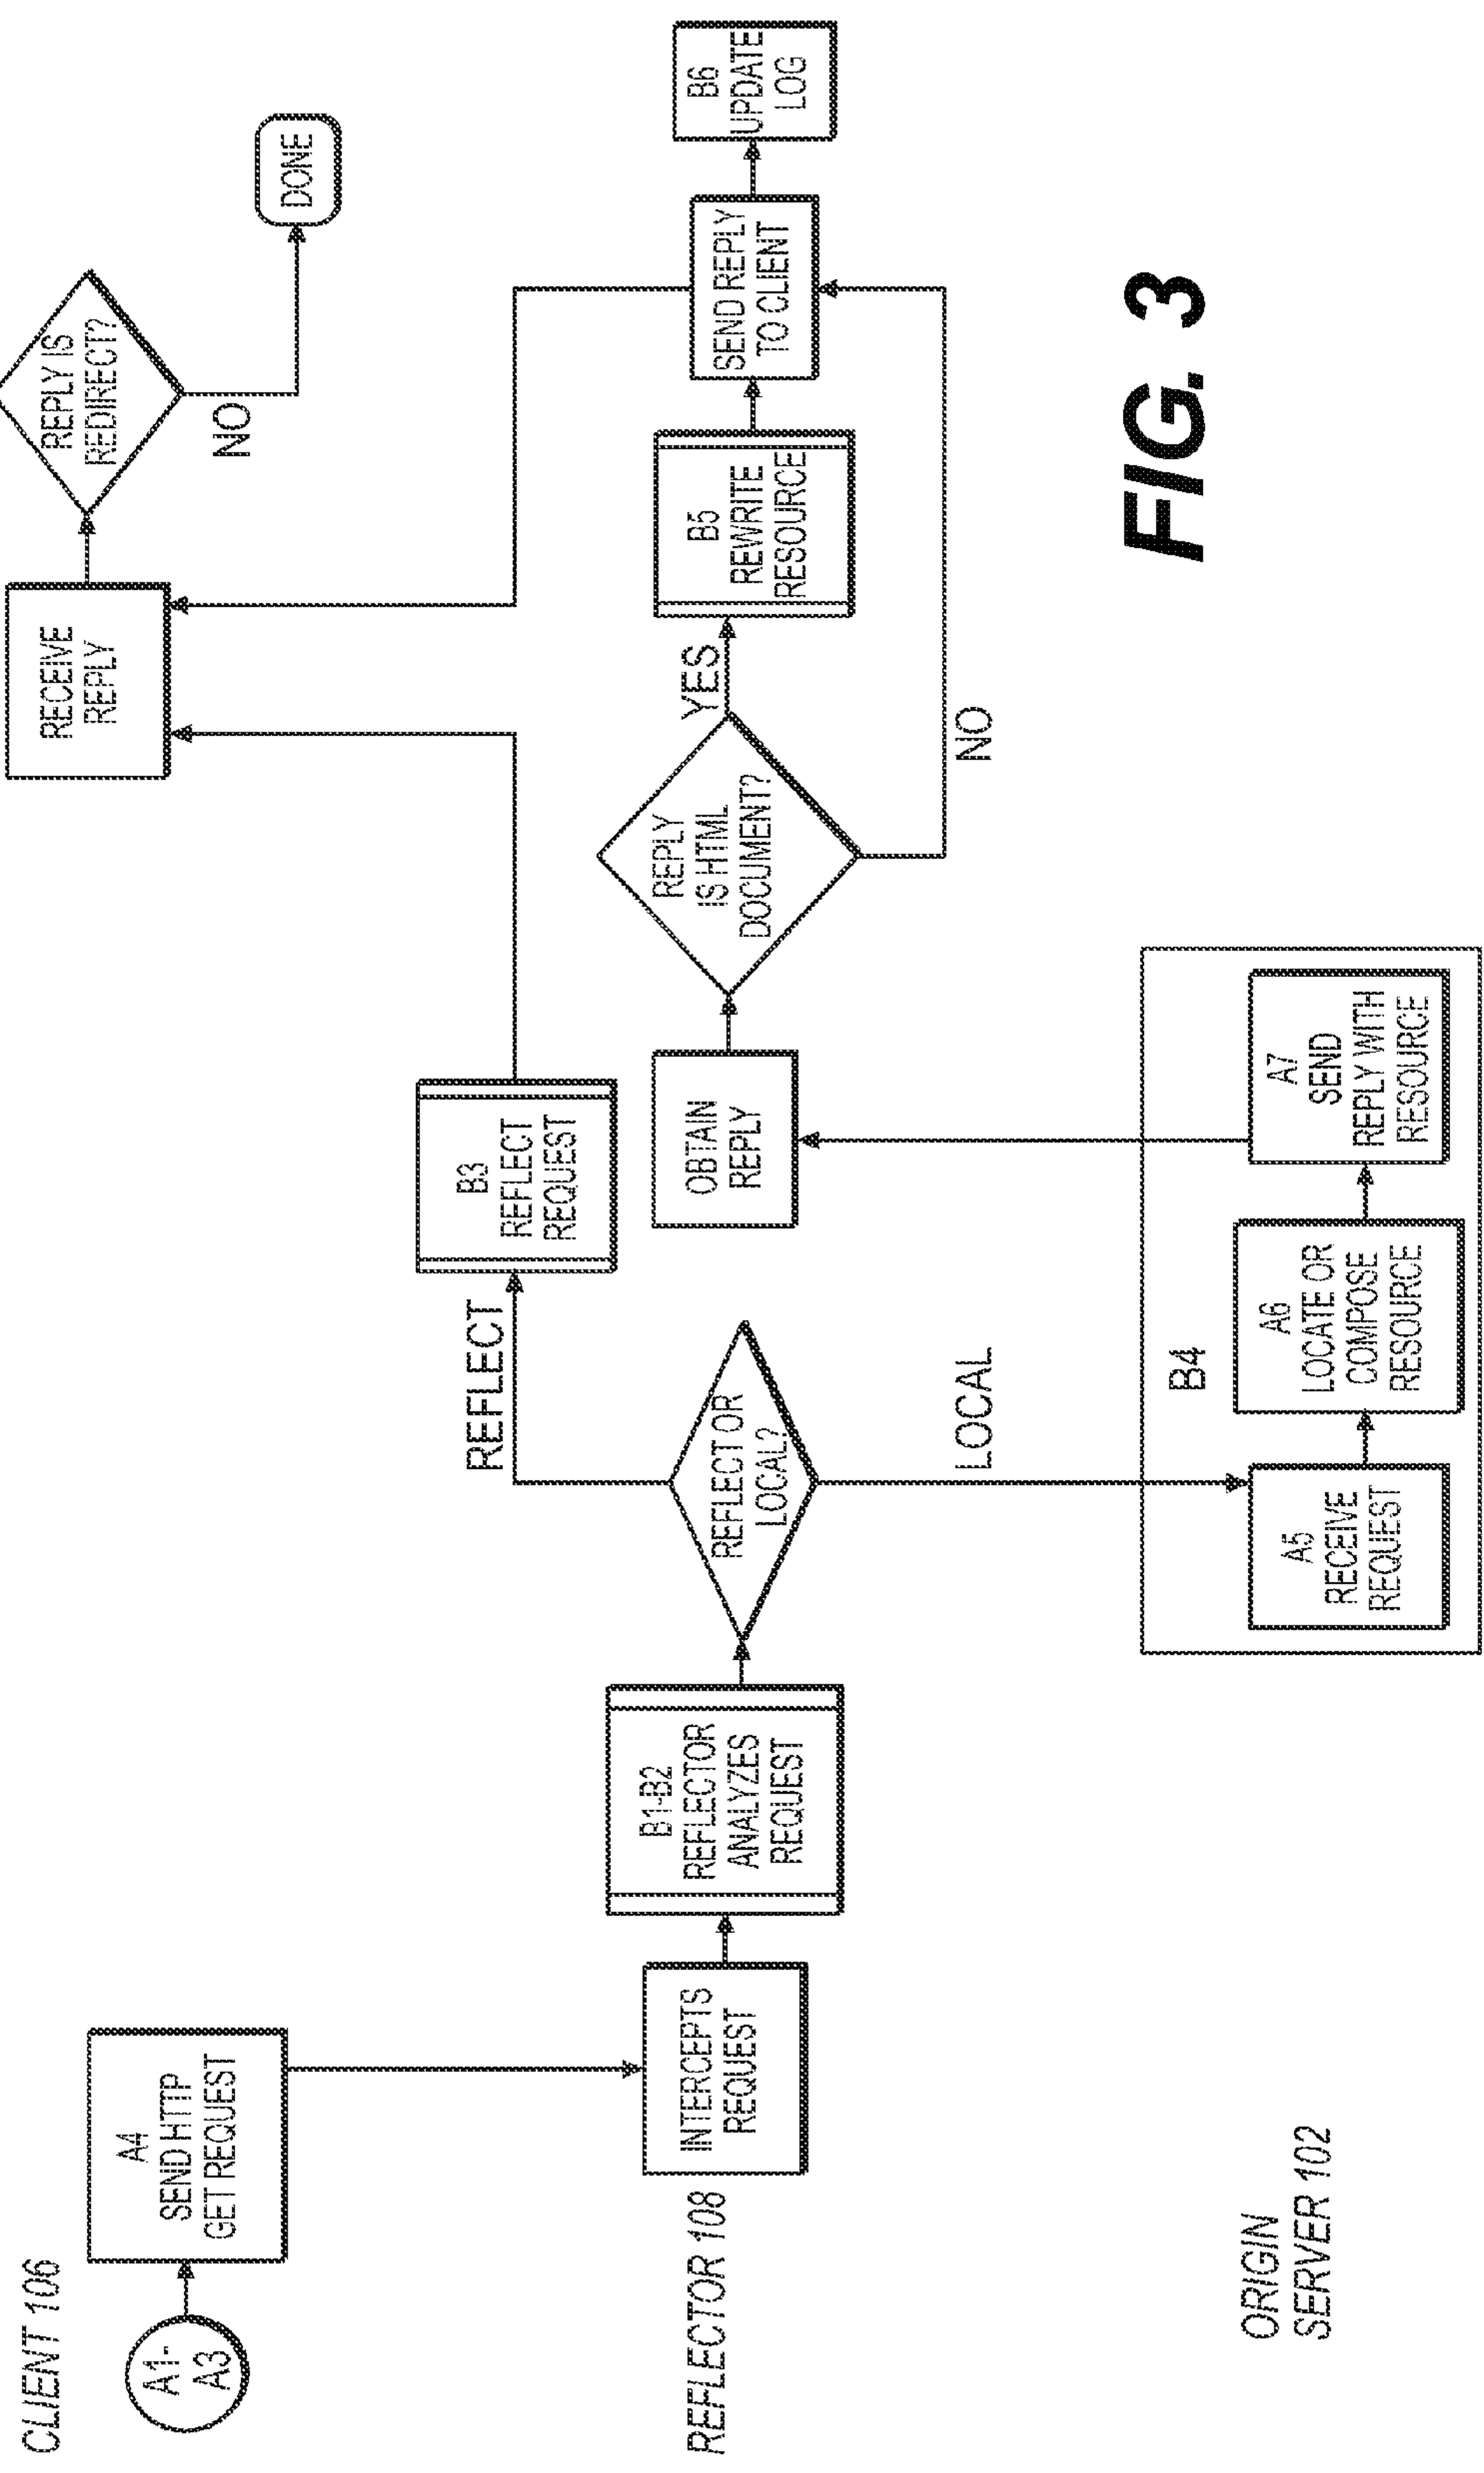 CLIENT 106
A1-
A3
A4
SEND HTTP
GET REQUEST
RECEIVE
REPLY
REPLY IS
REDIRECT?
NO
DONE
REFLECTOR 108
INTERCEPTS
REQUEST
B1-B2
REFLECTOR
ANALYZES
REQUEST
REFLECT OR
LOCAL?
REFLECT
B3
REFLECT
REQUEST
LOCAL
OBTAIN
REPLY
REPLY
IS HTML
DOCUMENT?
YES
NO
B5
REWRITE
RESOURCE
SEND REPLY
TO CLIENT
B6
UPDATE
LOG
ORIGIN
SERVER 102
B4
A5
RECEIVE
REQUEST
A6
LOCATE OR
COMPOSE
RESOURCE
A7
SEND
REPLY WITH
RESOURCE
FIG. 3